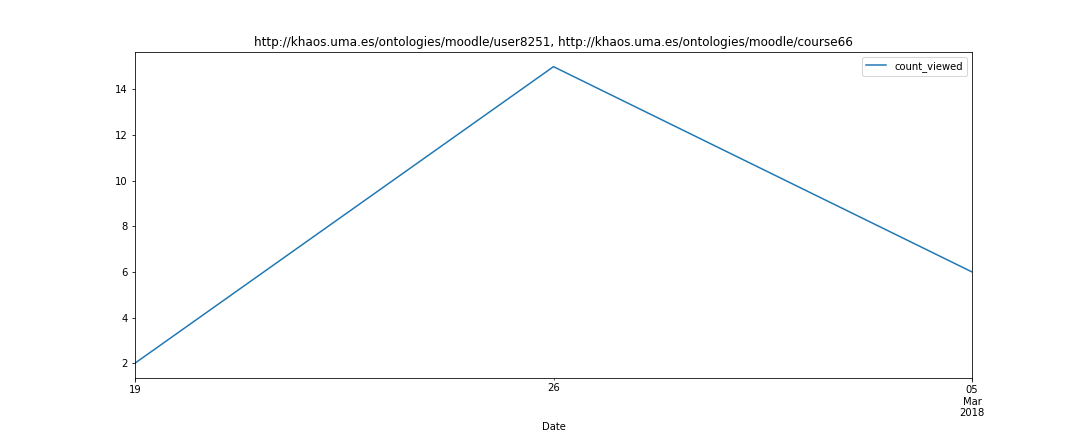 http://khaos.uma.es/ontologies/moodle/user8251, http://khaos.uma.es/ontologies/moodle/course66
count_viewed
14
12
10
8
6
4
2
19
26
05
Mar
2018
Date